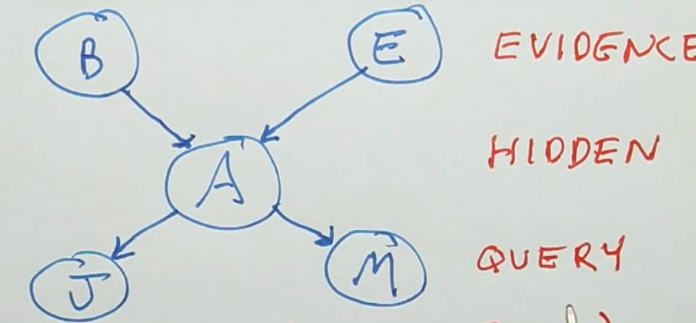 B E EVIDENCE
A HIDDEN
J M QUERY